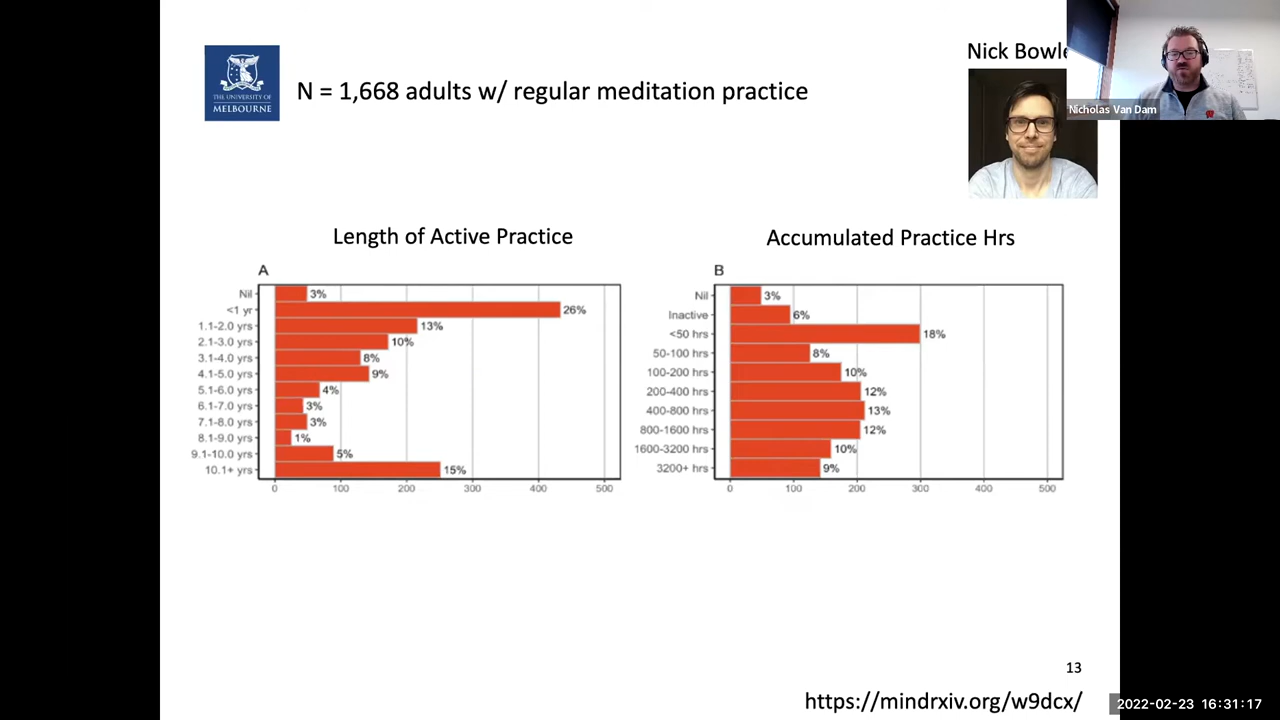 THE UNIVERSITY OF
MELBOURNE
N = 1,668 adults w/ regular meditation practice
Nick Bowle
Nicholas Van Dam
Length of Active Practice
A
Nil 3%
<1 yr 26%
1.1-2.0 yrs 13%
2.1-3.0 yrs 10%
3.1-4.0 yrs 8%
4.1-5.0 yrs 9%
5.1-6.0 yrs 4%
6.1-7.0 yrs 3%
7.1-8.0 yrs 3%
8.1-9.0 yrs 1%
9.1-10.0 yrs 5%
10.1+ yrs 15%
0 100 200 300 400 500
Accumulated Practice Hrs
B
Nil 3%
Inactive 6%
<50 hrs 18%
50-100 hrs 8%
100-200 hrs 10%
200-400 hrs 12%
400-800 hrs 13%
800-1600 hrs 12%
1600-3200 hrs 10%
3200+ hrs 9%
0 100 200 300 400 500
13
https://mindrxiv.org/w9dcx/
2022-02-23 16:31:17